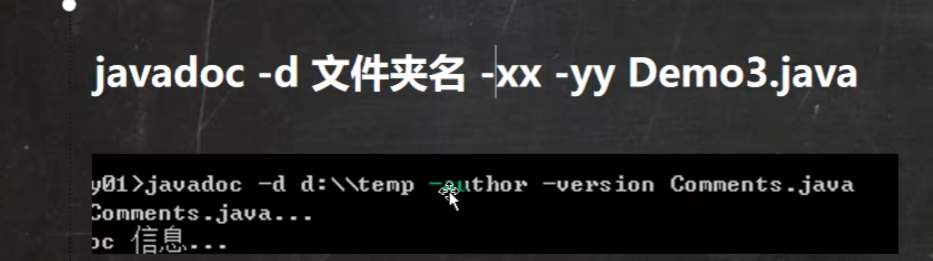 javadoc -d 文件夹名 -xx -yy Demo3.java
y01>javadoc -d d:\\temp -author -version Comments.java
Comments.java...
oc 信息...